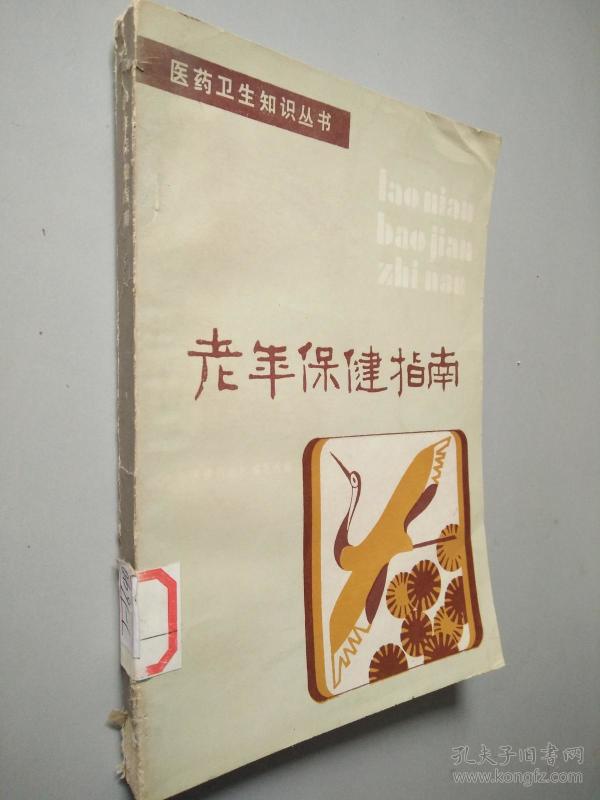 医药卫生知识丛书
lao nian
bao jian
zhi nan
老年保健指南
孔夫子旧书网
www.kongfz.com